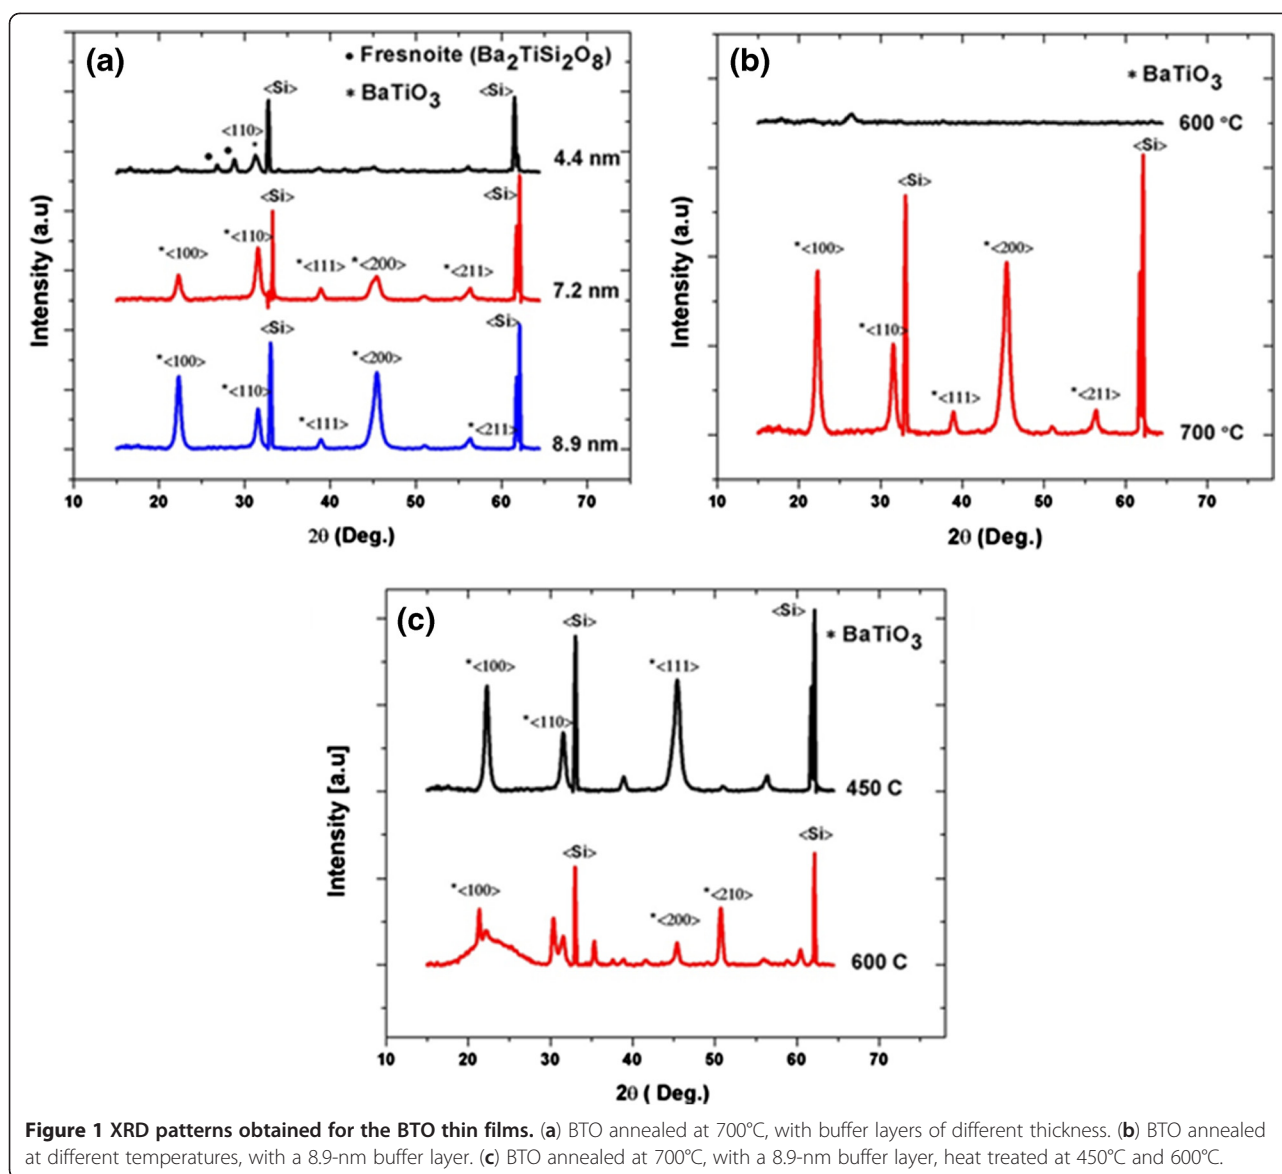 (a)
• Fresnoite (Ba2TiSi2O8)
* BaTiO3
<Si>
<Si>
<110>
*
4.4 nm
<Si>
<Si>
*<100>
*<110>
*<111>
*<200>
*<211>
7.2 nm
<Si>
<Si>
*<100>
*<110>
*<111>
*<200>
*<211>
8.9 nm
Intensity (a.u)
10 20 30 40 50 60 70
2θ (Deg.)
(b)
* BaTiO3
600 °C
<Si>
<Si>
*<100>
*<110>
*<111>
*<200>
*<211>
700 °C
Intensity (a.u)
10 20 30 40 50 60 70
2θ (Deg.)
(c)
* BaTiO3
<Si>
<Si>
*<100>
*<110>
*<111>
450 C
<Si>
<Si>
*<100>
*<200>
*<210>
600 C
Intensity [a.u]
10 20 30 40 50 60 70
2θ ( Deg.)
Figure 1 XRD patterns obtained for the BTO thin films. (a) BTO annealed at 700°C, with buffer layers of different thickness. (b) BTO annealed
at different temperatures, with a 8.9-nm buffer layer. (c) BTO annealed at 700°C, with a 8.9-nm buffer layer, heat treated at 450°C and 600°C.